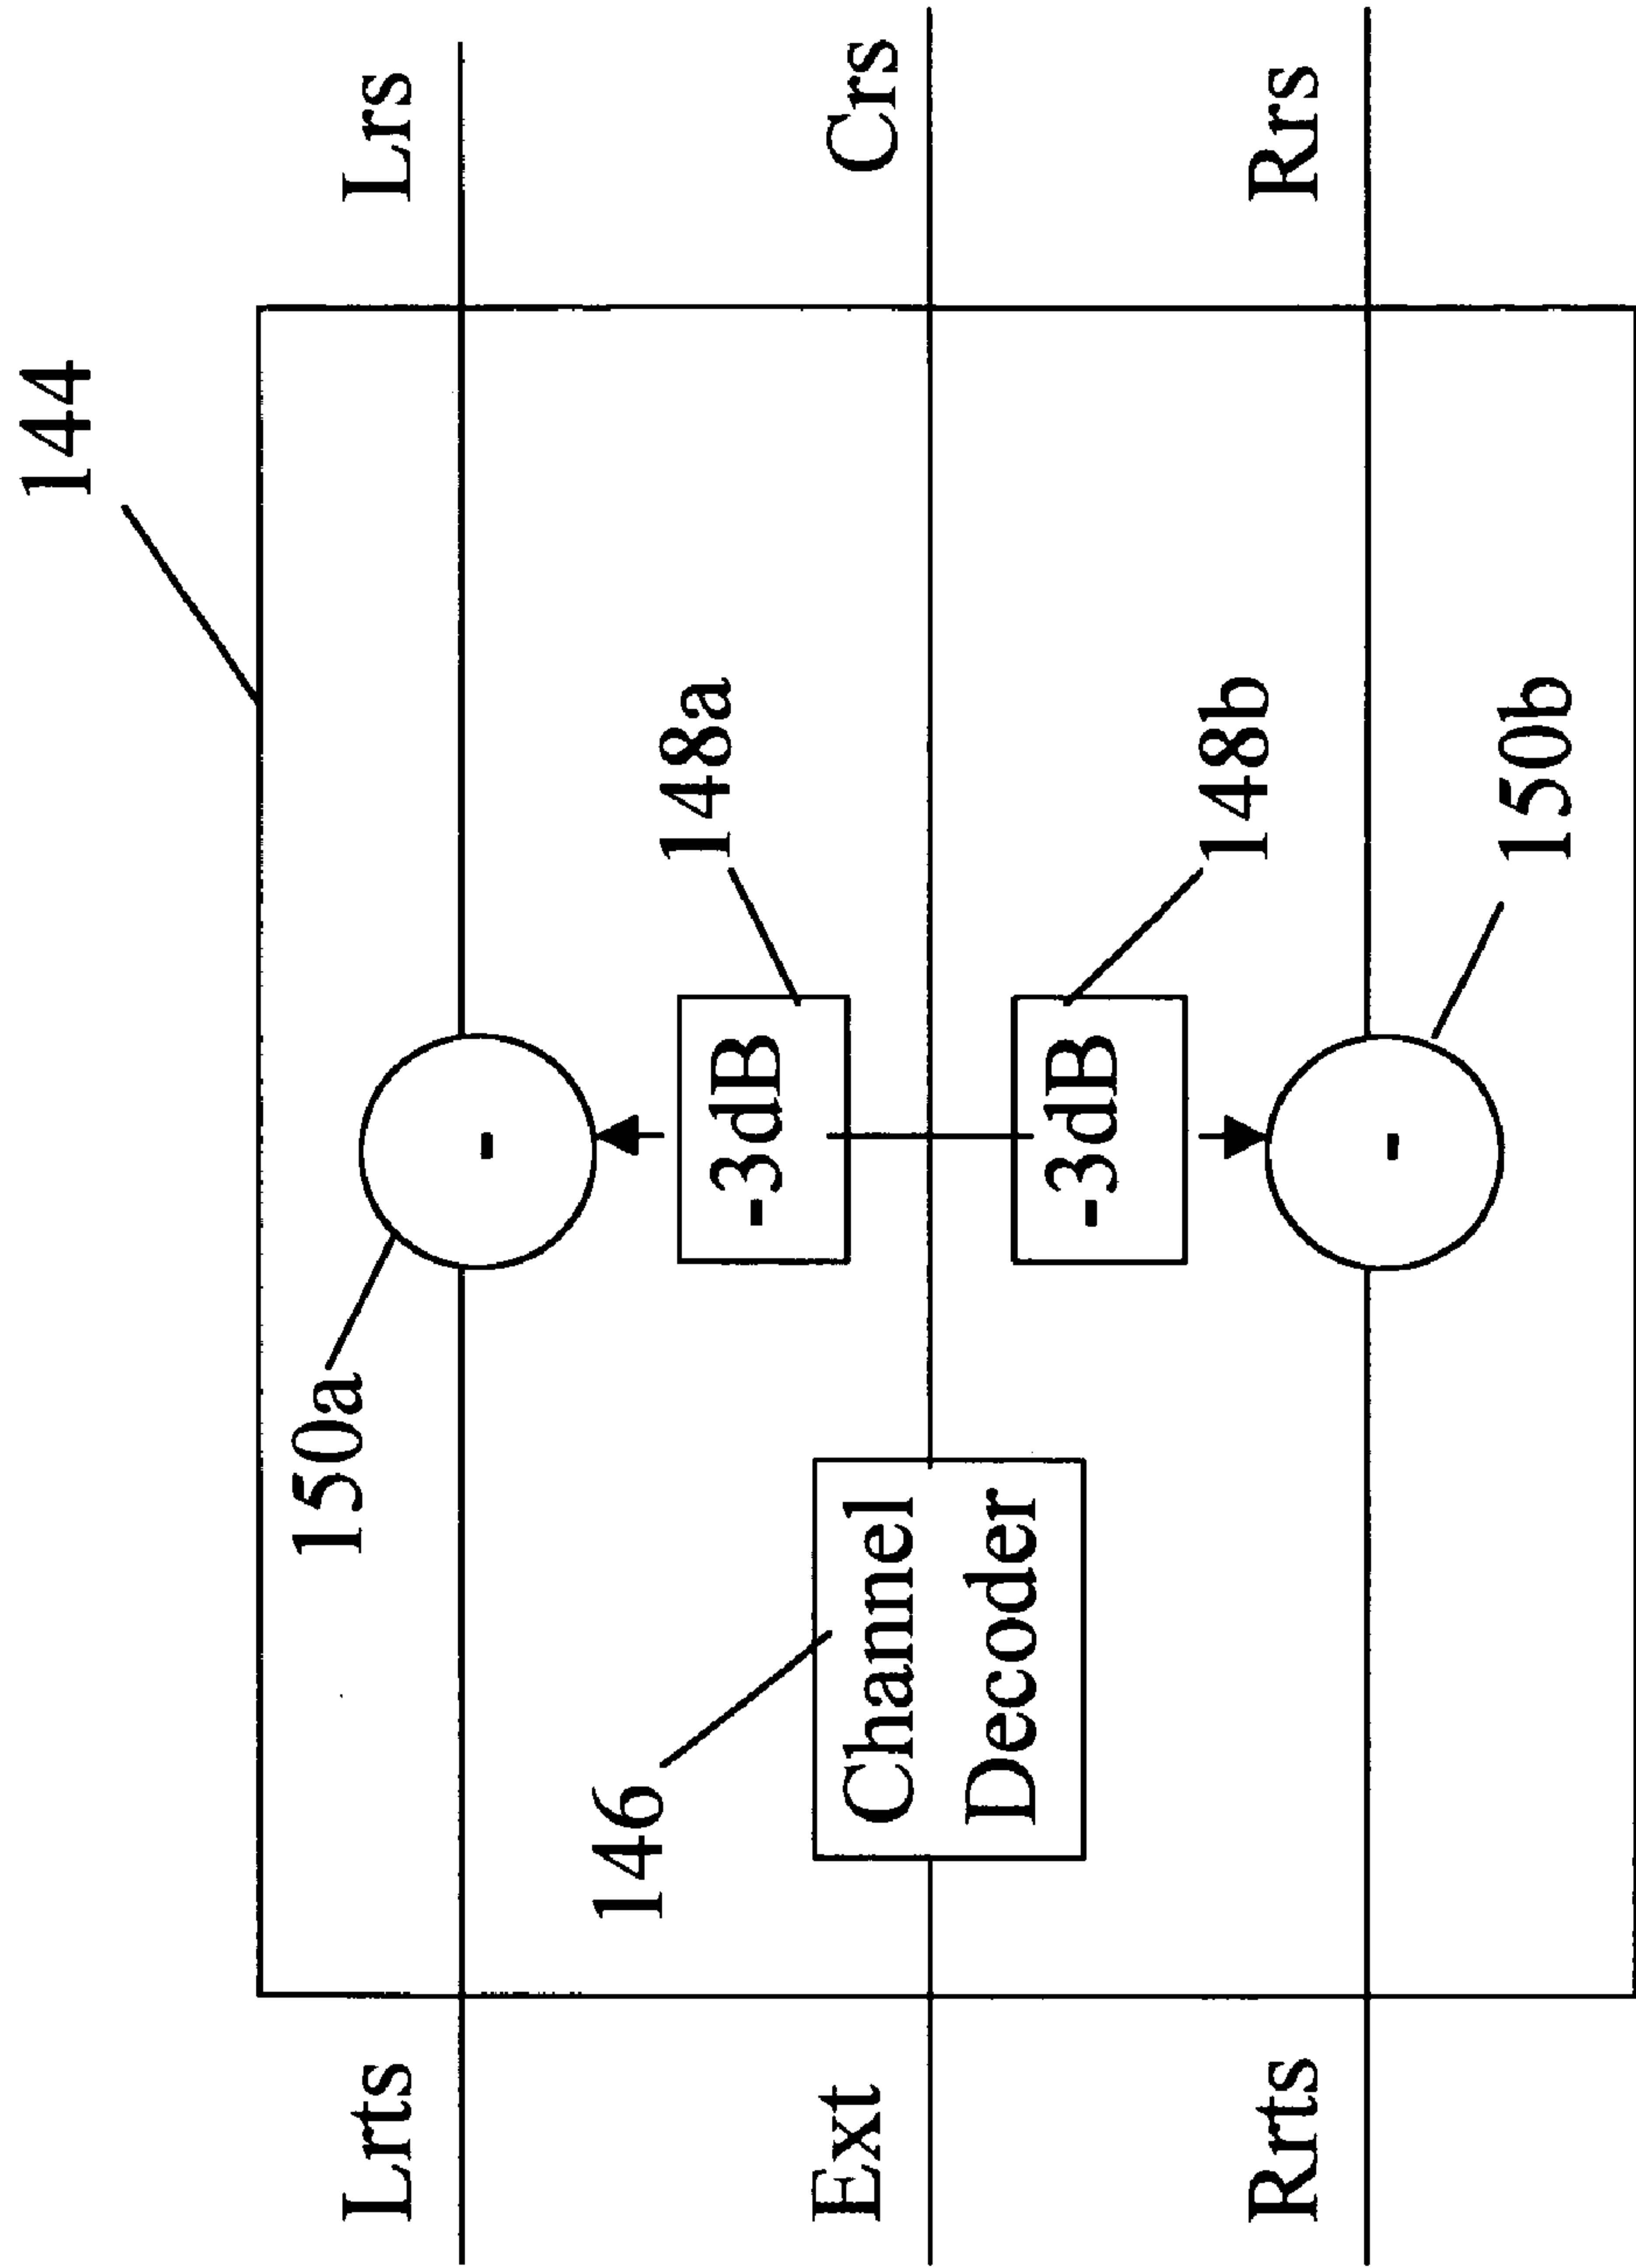 144
Lrts
Lrs
150a
-
-3dB
148a
146
Ext
Channel
Decoder
Crs
-3dB
148b
Rrts
Rrs
-
150b